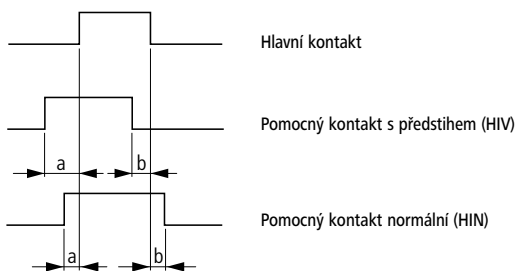 Hlavní kontakt
Pomocný kontakt s předstihem (HIV)
a b
Pomocný kontakt normální (HIN)
a b